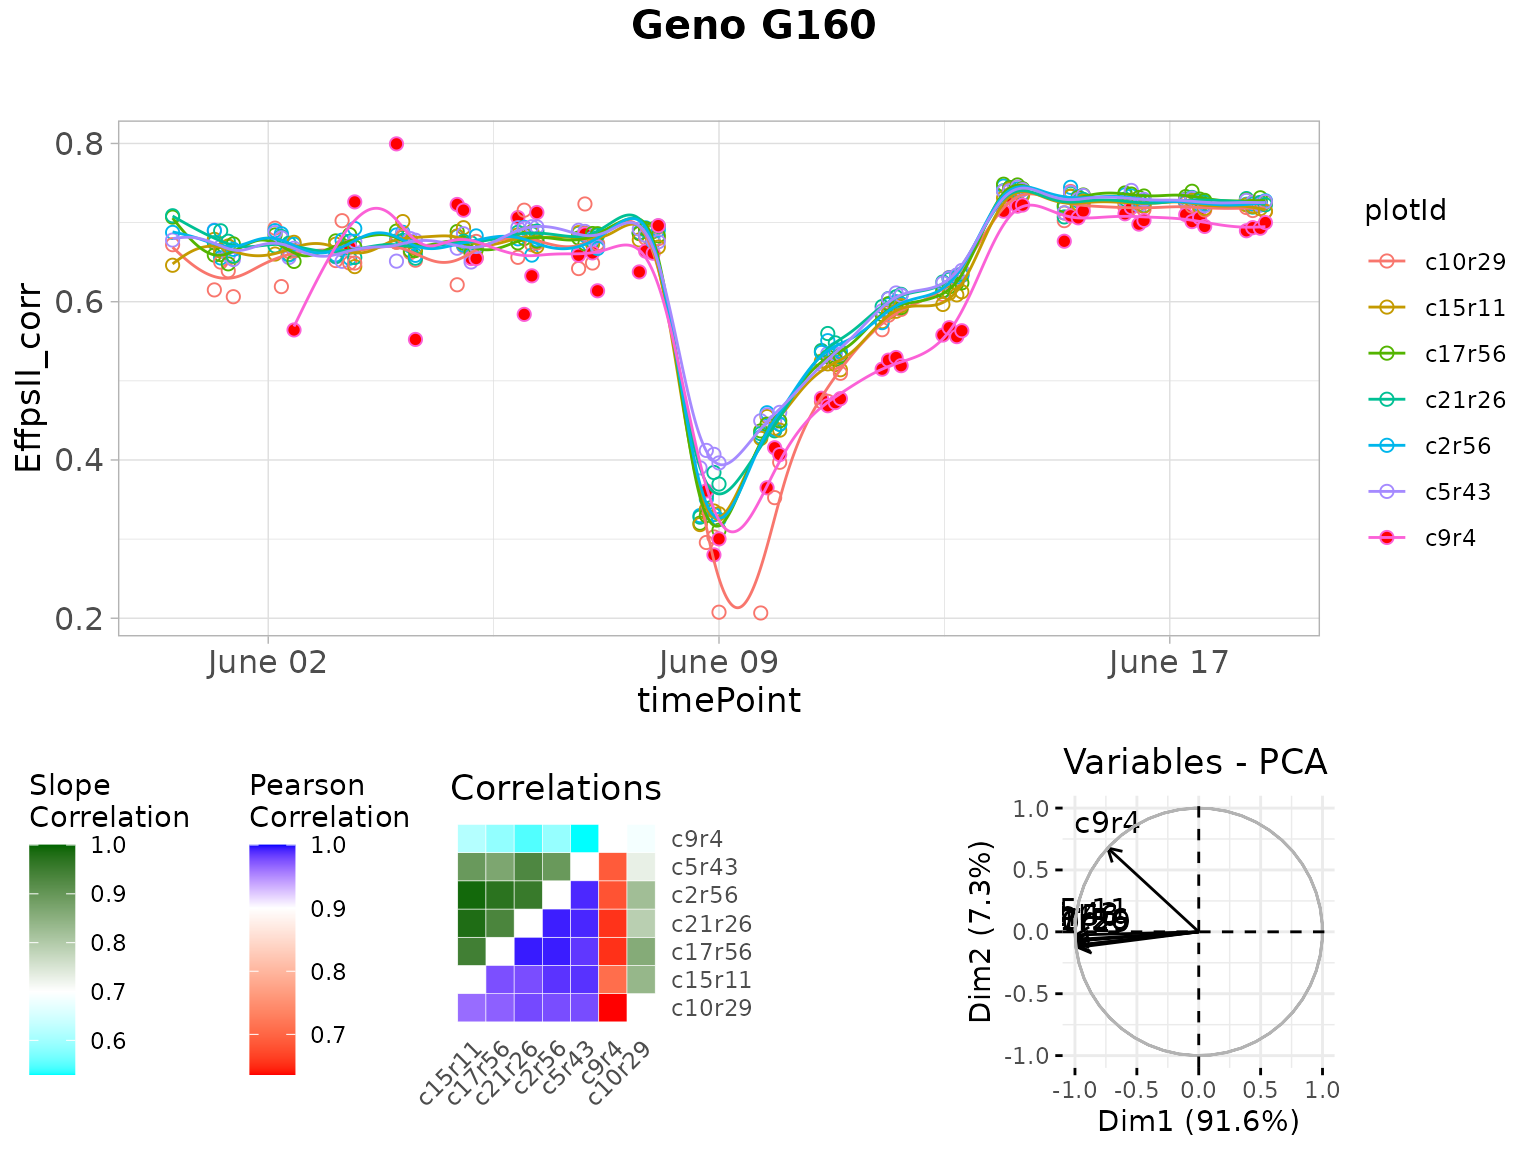 Geno G160
EffpsII_corr
0.8
0.6
0.4
0.2
June 02
June 09
June 17
timePoint
plotId
c10r29
c15r11
c17r56
c21r26
c2r56
c5r43
c9r4
Slope
Correlation
1.0
0.9
0.8
0.7
0.6
Pearson
Correlation
1.0
0.9
0.8
0.7
Correlations
c9r4
c5r43
c2r56
c21r26
c17r56
c15r11
c10r29
c15r11
c17r56
c21r26
c2r56
c5r43
c9r4
c10r29
Variables - PCA
Dim2 (7.3%)
1.0
0.5
0.0
-0.5
-1.0
c9r4
-1.0
-0.5
0.0
0.5
1.0
Dim1 (91.6%)